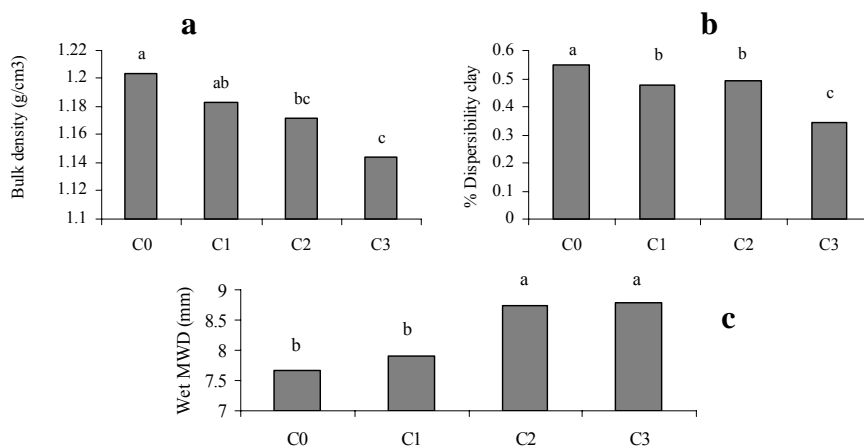 a
Bulk density (g/cm3)
1.22
1.2
1.18
1.16
1.14
1.12
1.1
a
ab
bc
c
C0 C1 C2 C3
b
% Dispersibility clay
0.6
0.5
0.4
0.3
0.2
0.1
0
a
b
b
c
C0 C1 C2 C3
c
Wet MWD (mm)
9
8.5
8
7.5
7
b
b
a
a
C0 C1 C2 C3